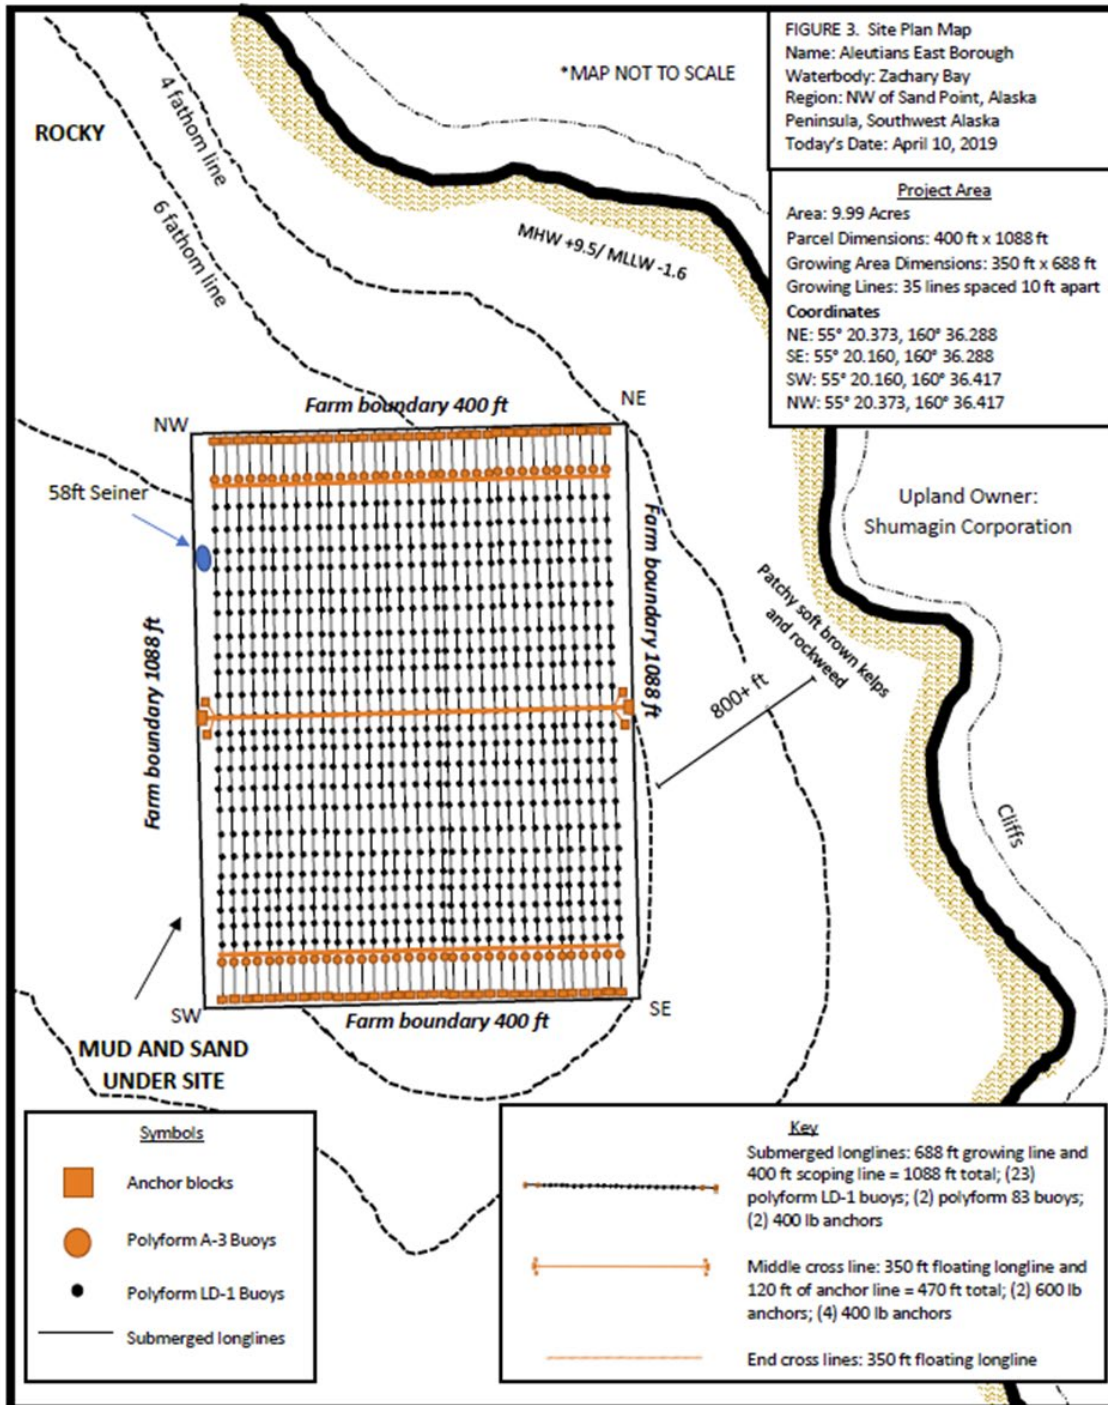 FIGURE 3. Site Plan Map
Name: Aleutians East Borough
Waterbody: Zachary Bay
Region: NW of Sand Point, Alaska
Peninsula, Southwest Alaska
Today's Date: April 10, 2019
*MAP NOT TO SCALE
ROCKY
4 fathom line
6 fathom line
MHW +9.5/ MLLW -1.6
Project Area
Area: 9.99 Acres
Parcel Dimensions: 400 ft x 1088 ft
Growing Area Dimensions: 350 ft x 688 ft
Growing Lines: 35 lines spaced 10 ft apart
Coordinates
NE: 55° 20.373, 160° 36.288
SE: 55° 20.160, 160° 36.288
SW: 55° 20.160, 160° 36.417
NW: 55° 20.373, 160° 36.417
NW
Farm boundary 400 ft
NE
58ft Seiner
Farm boundary 1088 ft
Farm boundary 1088 ft
Upland Owner:
Shumagin Corporation
Patchy soft brown kelps
and rockweed
800+ ft
Cliffs
SW
Farm boundary 400 ft
SE
MUD AND SAND
UNDER SITE
Symbols
Anchor blocks
Polyform A-3 Buoys
Polyform LD-1 Buoys
Submerged longlines
Key
Submerged longlines: 688 ft growing line and
400 ft scoping line = 1088 ft total; (23)
polyform LD-1 buoys; (2) polyform 83 buoys;
(2) 400 lb anchors
Middle cross line: 350 ft floating longline and
120 ft of anchor line = 470 ft total; (2) 600 lb
anchors; (4) 400 lb anchors
End cross lines: 350 ft floating longline